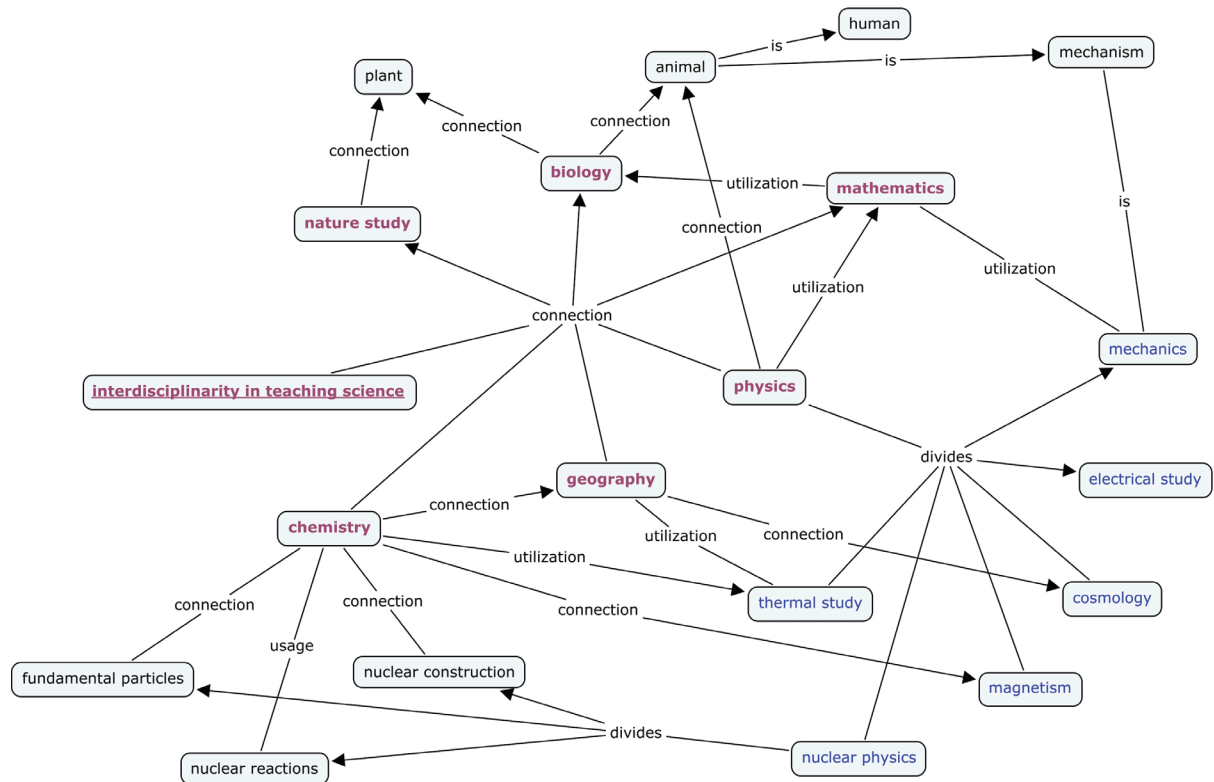 human
is
mechanism
animal
is
plant
connection
connection
connection
biology
utilization
mathematics
is
nature study
connection
utilization
utilization
connection
mechanics
interdisciplinarity in teaching science
physics
divides
geography
electrical study
connection
chemistry
utilization
connection
utilization
connection
connection
connection
thermal study
cosmology
usage
fundamental particles
nuclear construction
magnetism
divides
nuclear reactions
nuclear physics